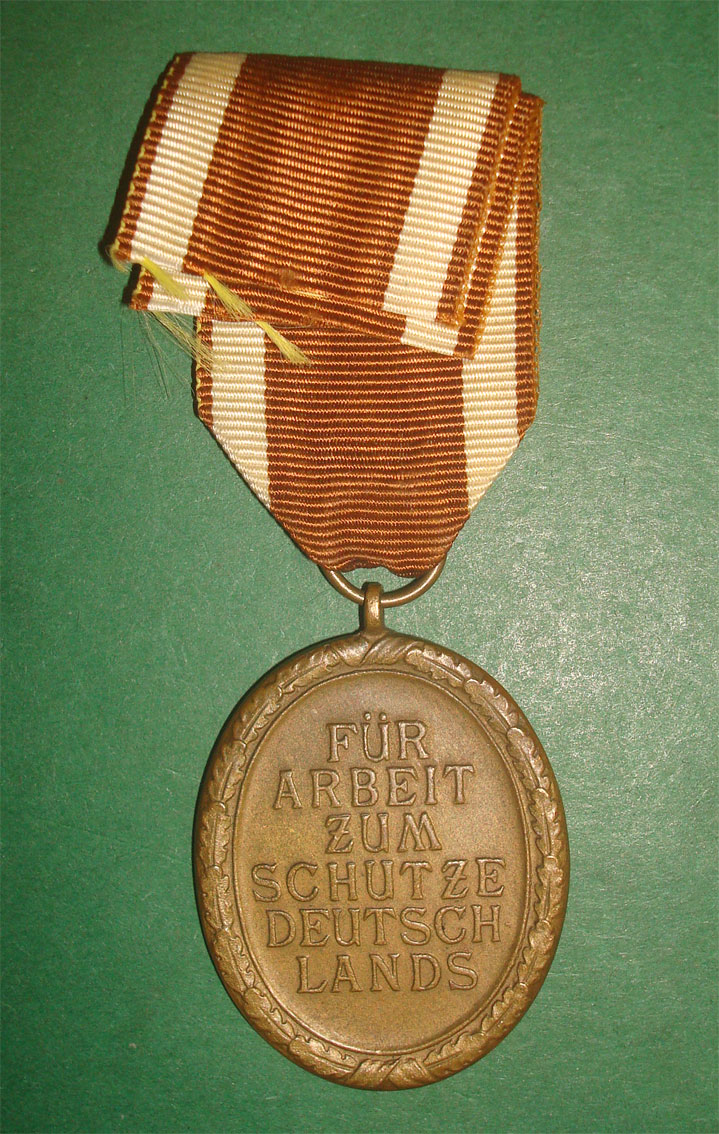 FÜR
ARBEIT
ZUM
SCHUTZE
DEUTSCH
LANDS